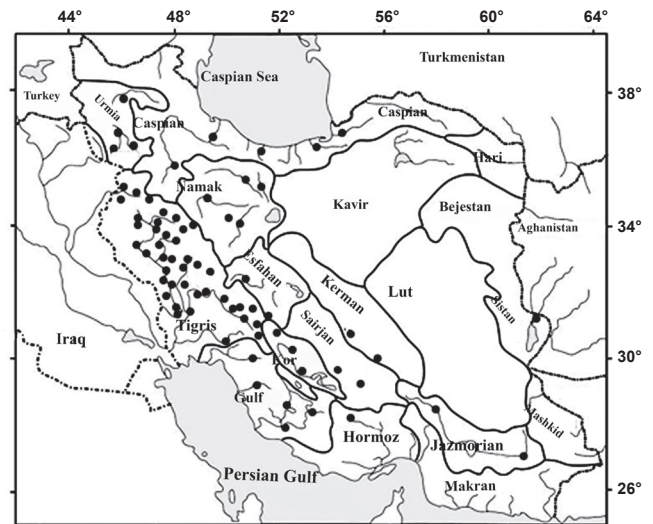 44° 48° 52° 56° 60° 64°
Turkmenistan
Caspian Sea
Turkey
38°
Urmia
Caspian
Caspian
Hari
Namak
Kavir
Bejestan
34°
Aghanistan
Esfahan
Kerman
Lut
Sistan
Sairjan
Tigris
Iraq
30°
Kor
Gulf
Mashkid
Hormoz
Jazmorian
Persian Gulf
Makran
26°